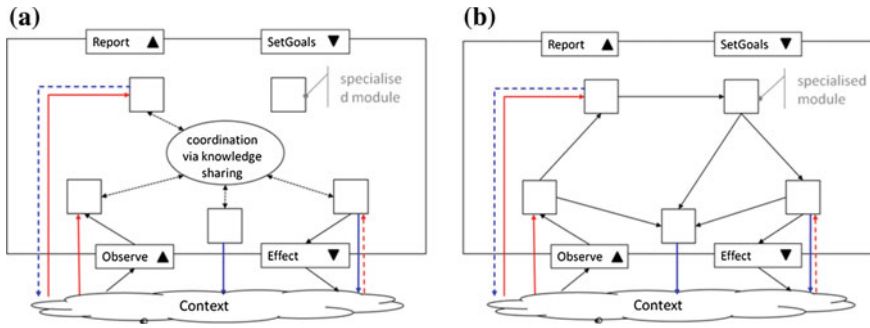 (a)
Report ▲
SetGoals ▼
specialise
d module
coordination
via knowledge
sharing
Observe ▲
Effect ▼
Context
(b)
Report ▲
SetGoals ▼
specialised
module
Observe ▲
Effect ▼
Context